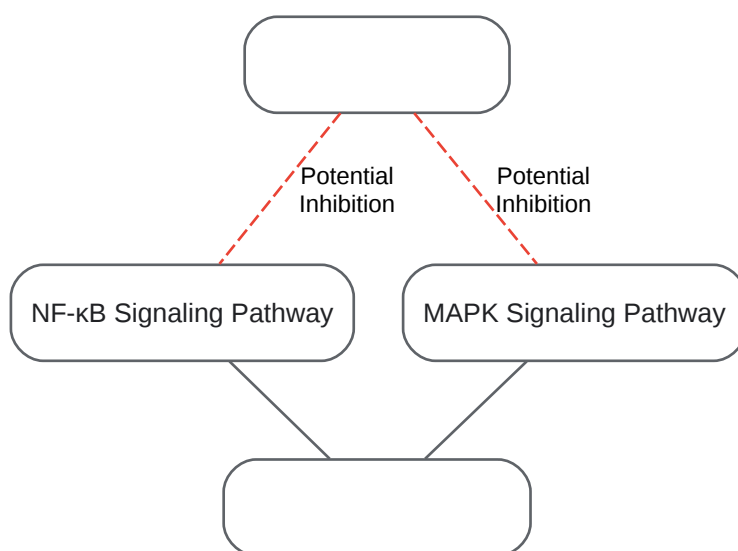 Potential
Inhibition
Potential
Inhibition
NF-κB Signaling Pathway
MAPK Signaling Pathway